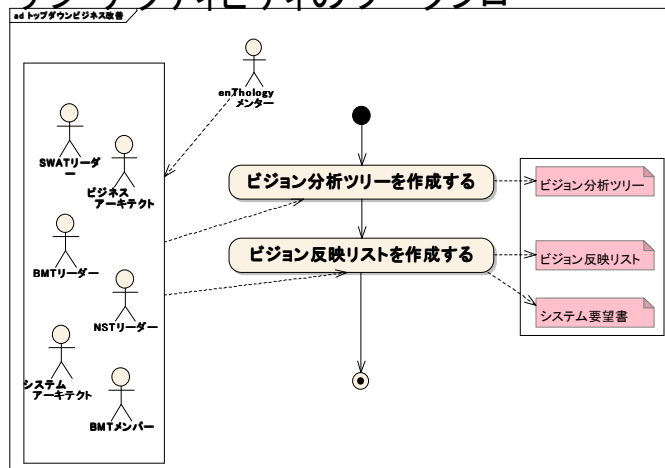 ad トップダウンビジネス改善
enThology
メンター
SWATリーダ
ー
ビジネス
アーキテクト
ビジョン分析ツリーを作成する
ビジョン分析ツリー
BMTリーダー
ビジョン反映リストを作成する
ビジョン反映リスト
NSTリーダー
システム要望書
システム
アーキテクト
BMTメンバー